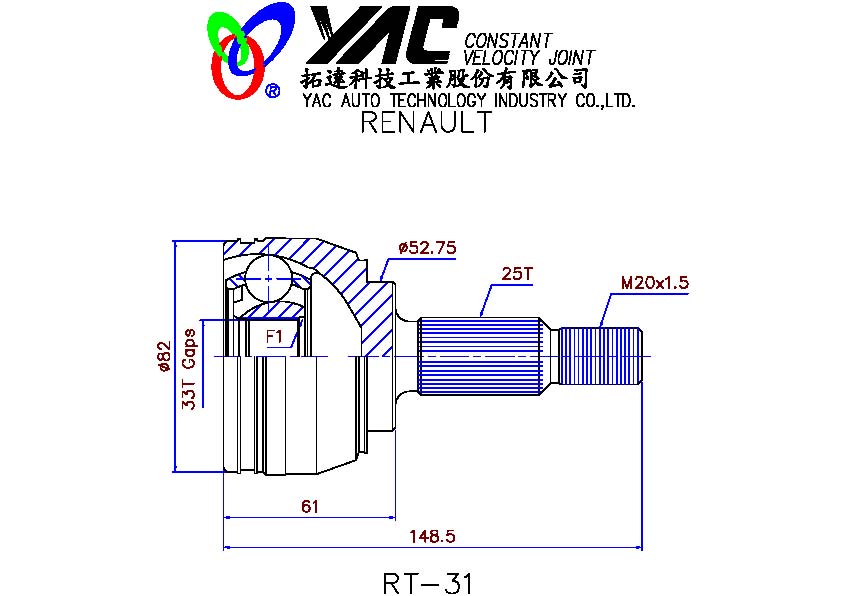 YAC CONSTANT
VELOCITY JOINT
®
拓達科技工業股份有限公司
YAC AUTO TECHNOLOGY INDUSTRY CO.,LTD.
RENAULT
ø52.75
25T
M20x1.5
F1
ø82
33T Caps
61
148.5
RT-31